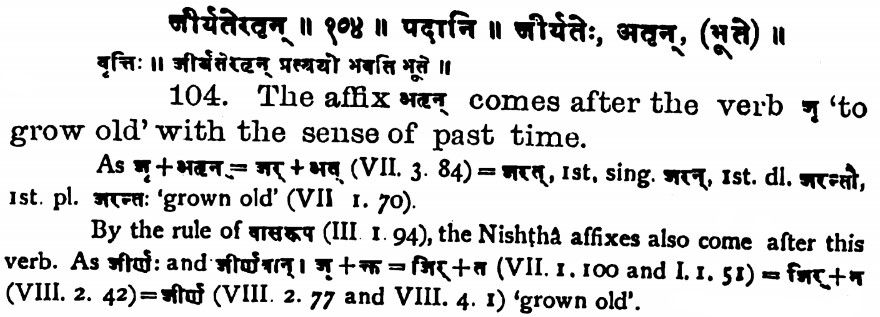 जीर्यतेरतृन् ॥ १०४ ॥ पदानि ॥ जीर्यतेः, अतृन्, (भूते) ॥
वृत्तिः ॥ जीर्यतेरतृन् प्रत्ययो भवति भूते ॥
104. The affix अतृन् comes after the verb जॄ ‘to
grow old’ with the sense of past time.
As जॄ + अतृन् = जर् + अत् (VII. 3. 84) = जरत्, 1st, sing. जरन्, 1st. dl. जरन्तौ,
1st. pl. जरन्तः ‘grown old’ (VII 1. 70).
By the rule of वासरूप (III 1. 94), the Nishṭhâ affixes also come after this
verb. As जीर्णः and जीर्णवान् । जॄ + क्त = जिर् + त (VII. 1. 100 and I. 1. 51) = जिर् + न
(VIII. 2. 42) = जीर्ण (VIII. 2. 77 and VIII. 4. 1) ‘grown old’.